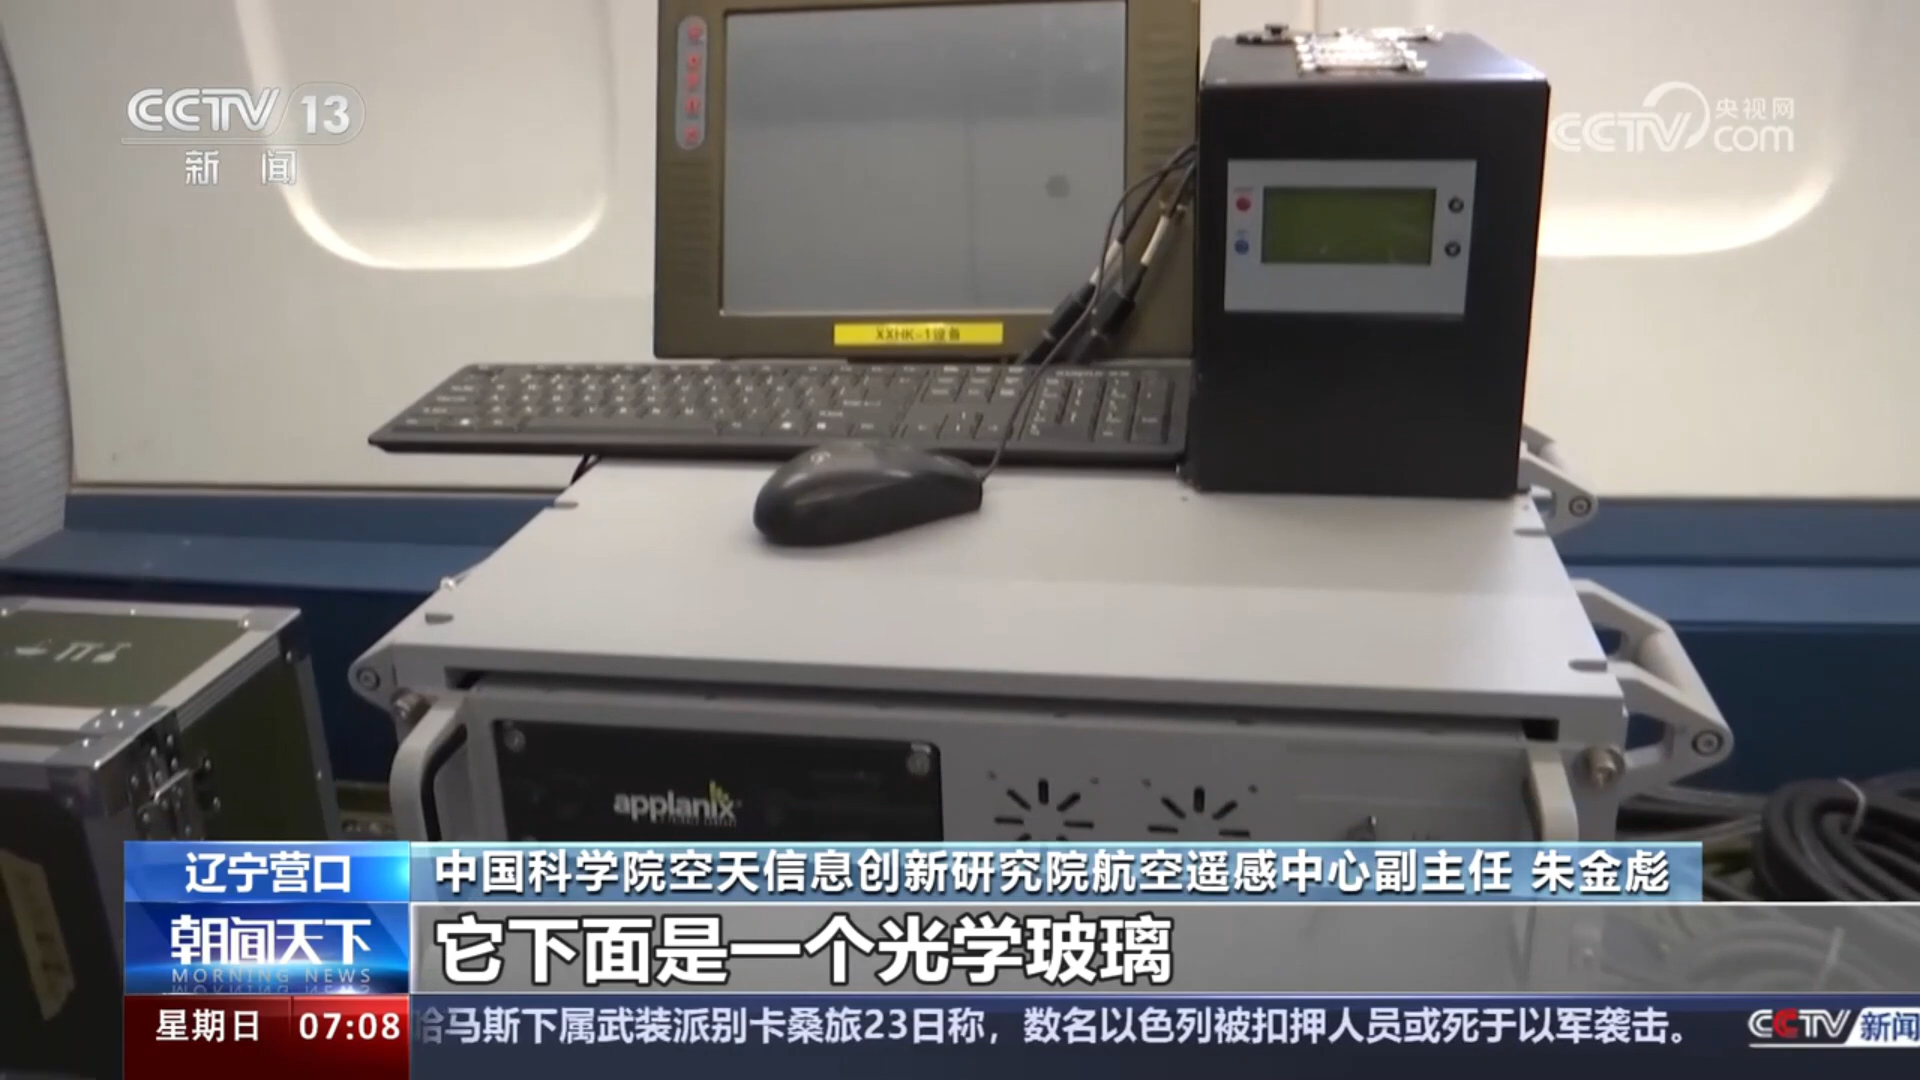 CCTV 13
新闻
央视网
CCTV.com
XXHK-1设备
applanix
辽宁营口
中国科学院空天信息创新研究院航空遥感中心副主任 朱金彪
朝闻天下
MORNING NEWS
它下面是一个光学玻璃
星期日 07:08
哈马斯下属武装派别卡桑旅23日称，数名以色列被扣押人员或死于以军袭击。
CCTV 新闻